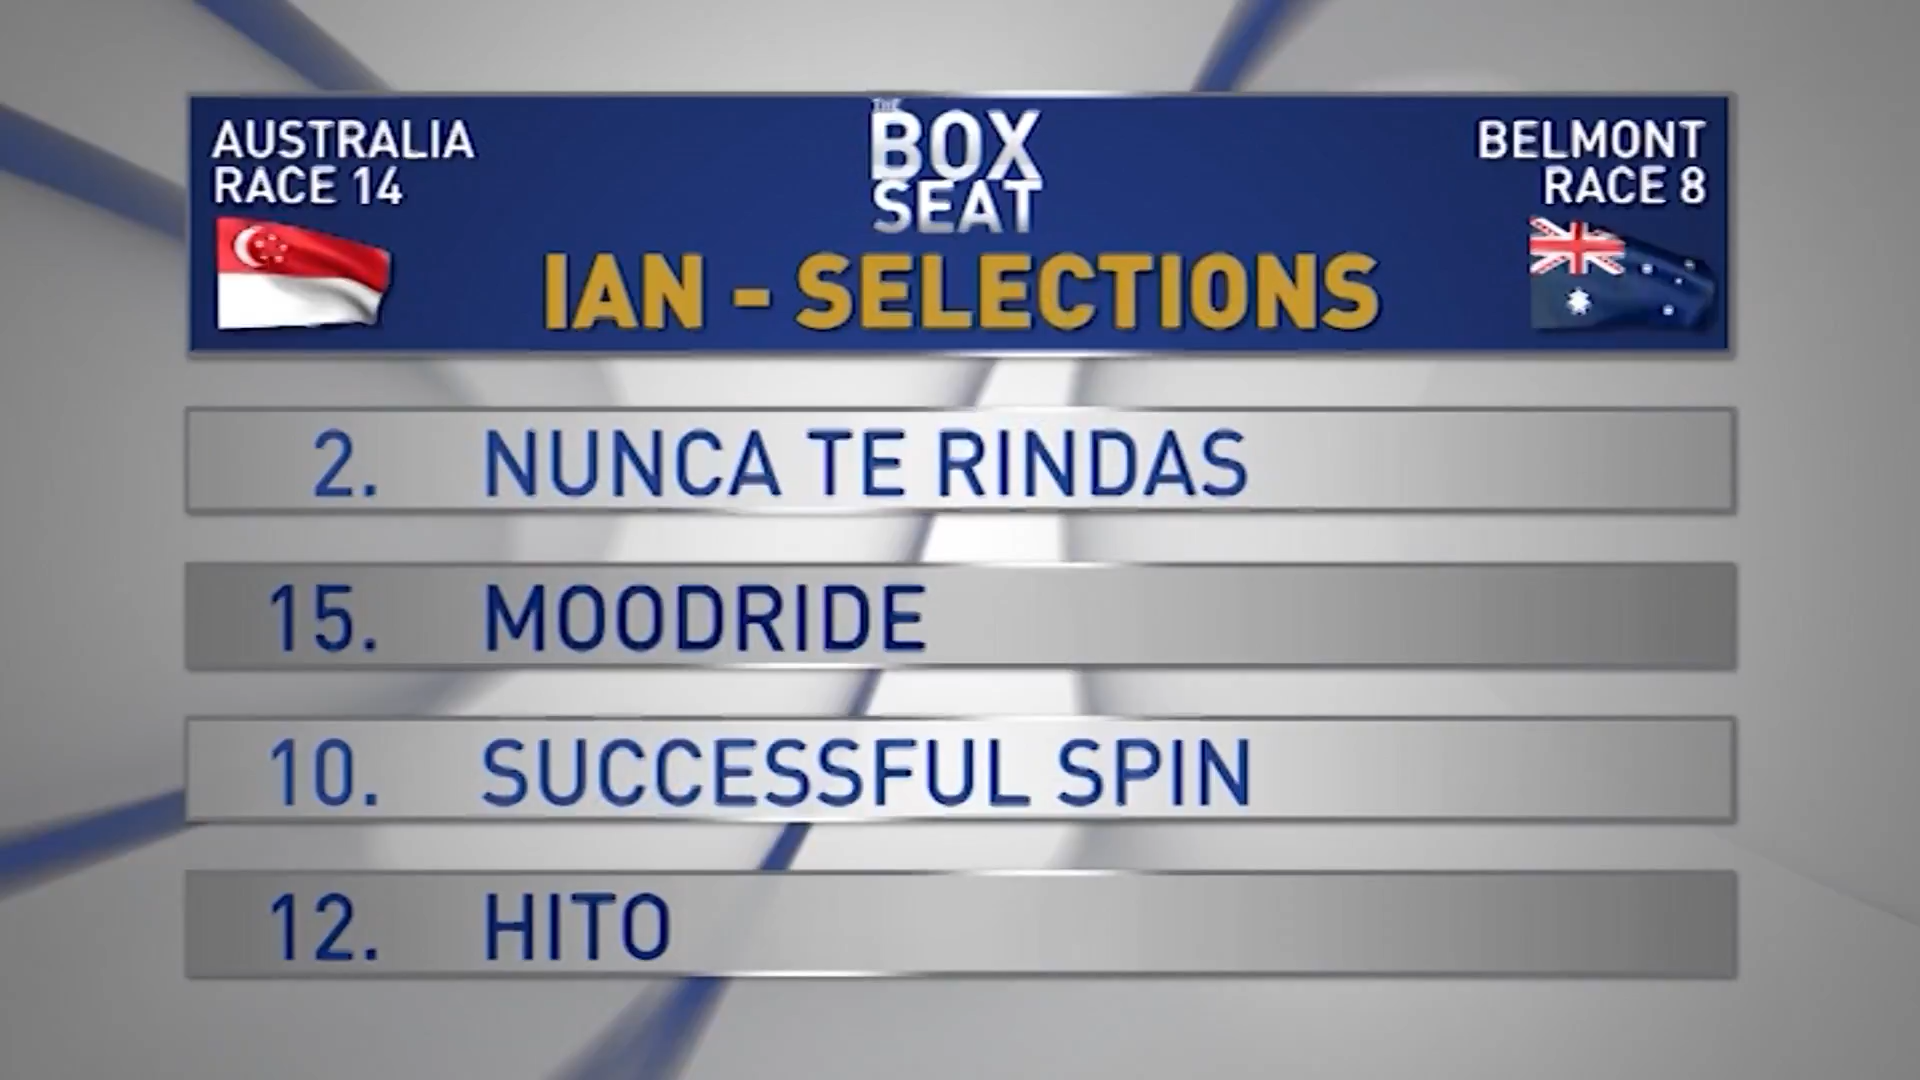 AUSTRALIA
RACE 14
THE
BOX
SEAT
BELMONT
RACE 8
IAN - SELECTIONS
2. NUNCA TE RINDAS
15. MOODRIDE
10. SUCCESSFUL SPIN
12. HITO